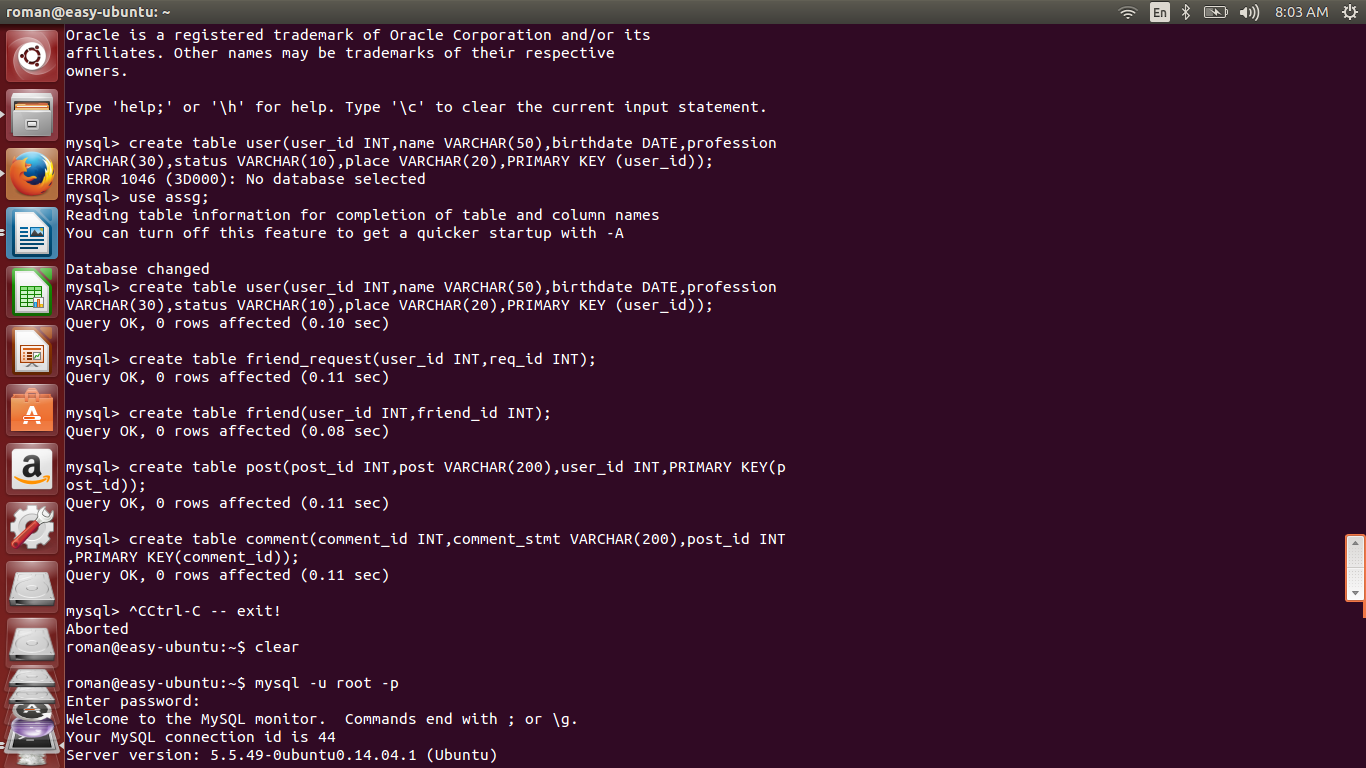 roman@easy-ubuntu: ~
En
8:03 AM
Oracle is a registered trademark of Oracle Corporation and/or its
affiliates. Other names may be trademarks of their respective
owners.
Type 'help;' or '\h' for help. Type '\c' to clear the current input statement.
mysql> create table user(user_id INT,name VARCHAR(50),birthdate DATE,profession
VARCHAR(30),status VARCHAR(10),place VARCHAR(20),PRIMARY KEY (user_id));
ERROR 1046 (3D000): No database selected
mysql> use assg;
Reading table information for completion of table and column names
You can turn off this feature to get a quicker startup with -A
Database changed
mysql> create table user(user_id INT,name VARCHAR(50),birthdate DATE,profession
VARCHAR(30),status VARCHAR(10),place VARCHAR(20),PRIMARY KEY (user_id));
Query OK, 0 rows affected (0.10 sec)
mysql> create table friend_request(user_id INT,req_id INT);
Query OK, 0 rows affected (0.11 sec)
mysql> create table friend(user_id INT,friend_id INT);
Query OK, 0 rows affected (0.08 sec)
mysql> create table post(post_id INT,post VARCHAR(200),user_id INT,PRIMARY KEY(p
ost_id));
Query OK, 0 rows affected (0.11 sec)
mysql> create table comment(comment_id INT,comment_stmt VARCHAR(200),post_id INT
,PRIMARY KEY(comment_id));
Query OK, 0 rows affected (0.11 sec)
mysql> ^CCtrl-C -- exit!
Aborted
roman@easy-ubuntu:~$ clear
roman@easy-ubuntu:~$ mysql -u root -p
Enter password:
Welcome to the MySQL monitor.  Commands end with ; or \g.
Your MySQL connection id is 44
Server version: 5.5.49-0ubuntu0.14.04.1 (Ubuntu)